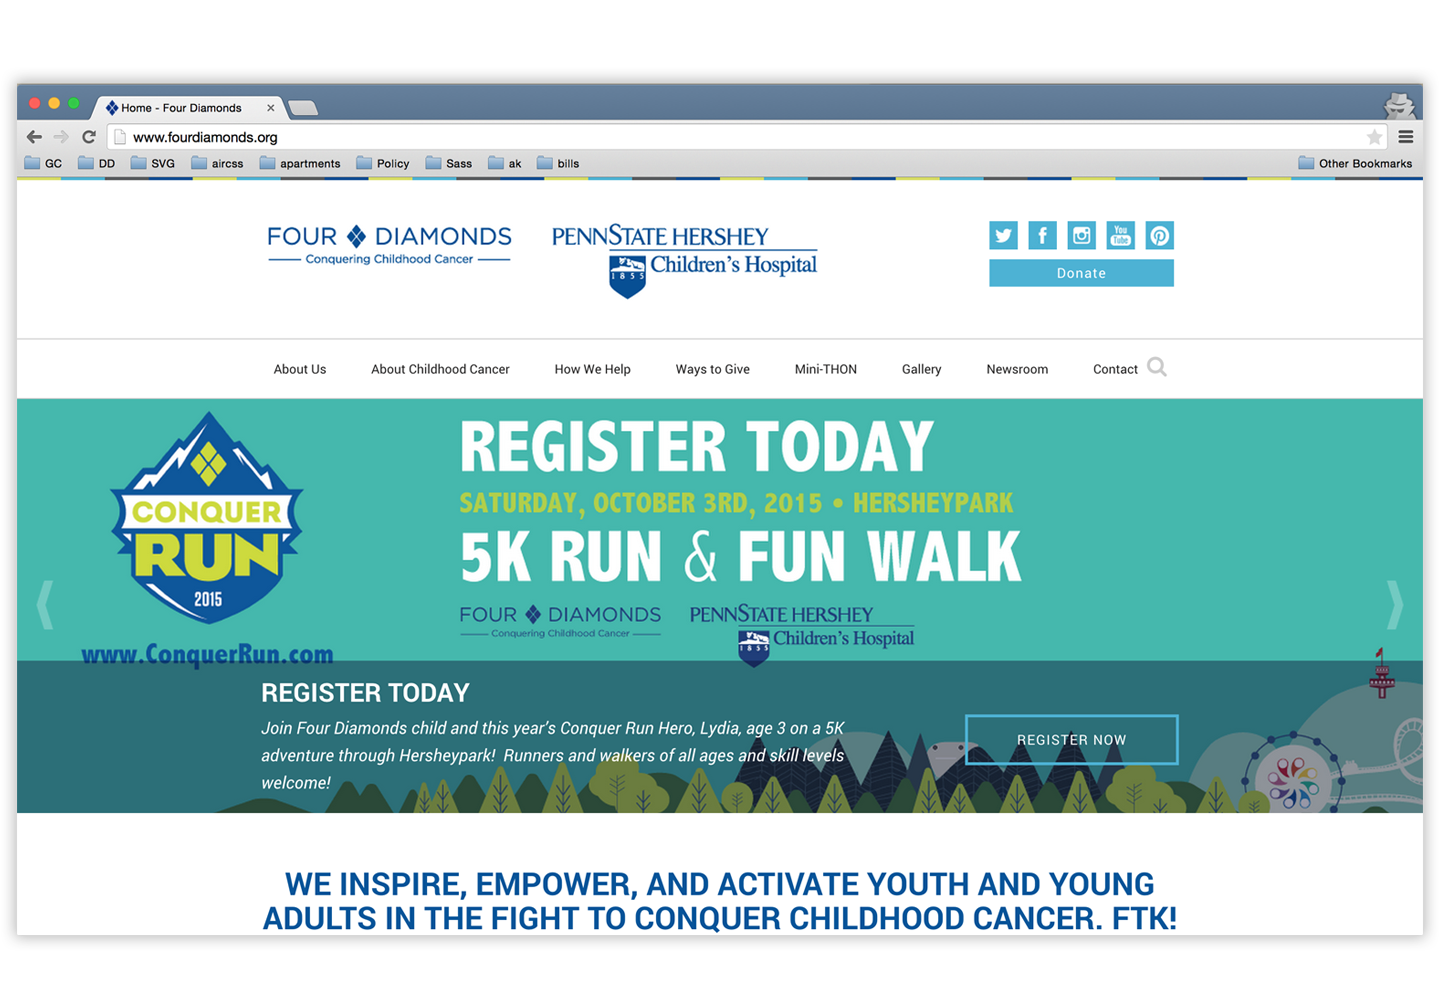 Home - Four Diamonds
www.fourdiamonds.org
GC DD SVG aircss apartments Policy Sass ak bills Other Bookmarks
FOUR DIAMONDS
Conquering Childhood Cancer
PENNSTATE HERSHEY
Children's Hospital
1855
You
Tube
Donate
About Us About Childhood Cancer How We Help Ways to Give Mini-THON Gallery Newsroom Contact
CONQUER
RUN
2015
www.ConquerRun.com
REGISTER TODAY
SATURDAY, OCTOBER 3RD, 2015 • HERSHEYPARK
5K RUN & FUN WALK
FOUR DIAMONDS
Conquering Childhood Cancer
PENNSTATE HERSHEY
Children's Hospital
1855
REGISTER TODAY
Join Four Diamonds child and this year's Conquer Run Hero, Lydia, age 3 on a 5K
adventure through Hersheypark! Runners and walkers of all ages and skill levels
welcome!
REGISTER NOW
WE INSPIRE, EMPOWER, AND ACTIVATE YOUTH AND YOUNG
ADULTS IN THE FIGHT TO CONQUER CHILDHOOD CANCER. FTK!